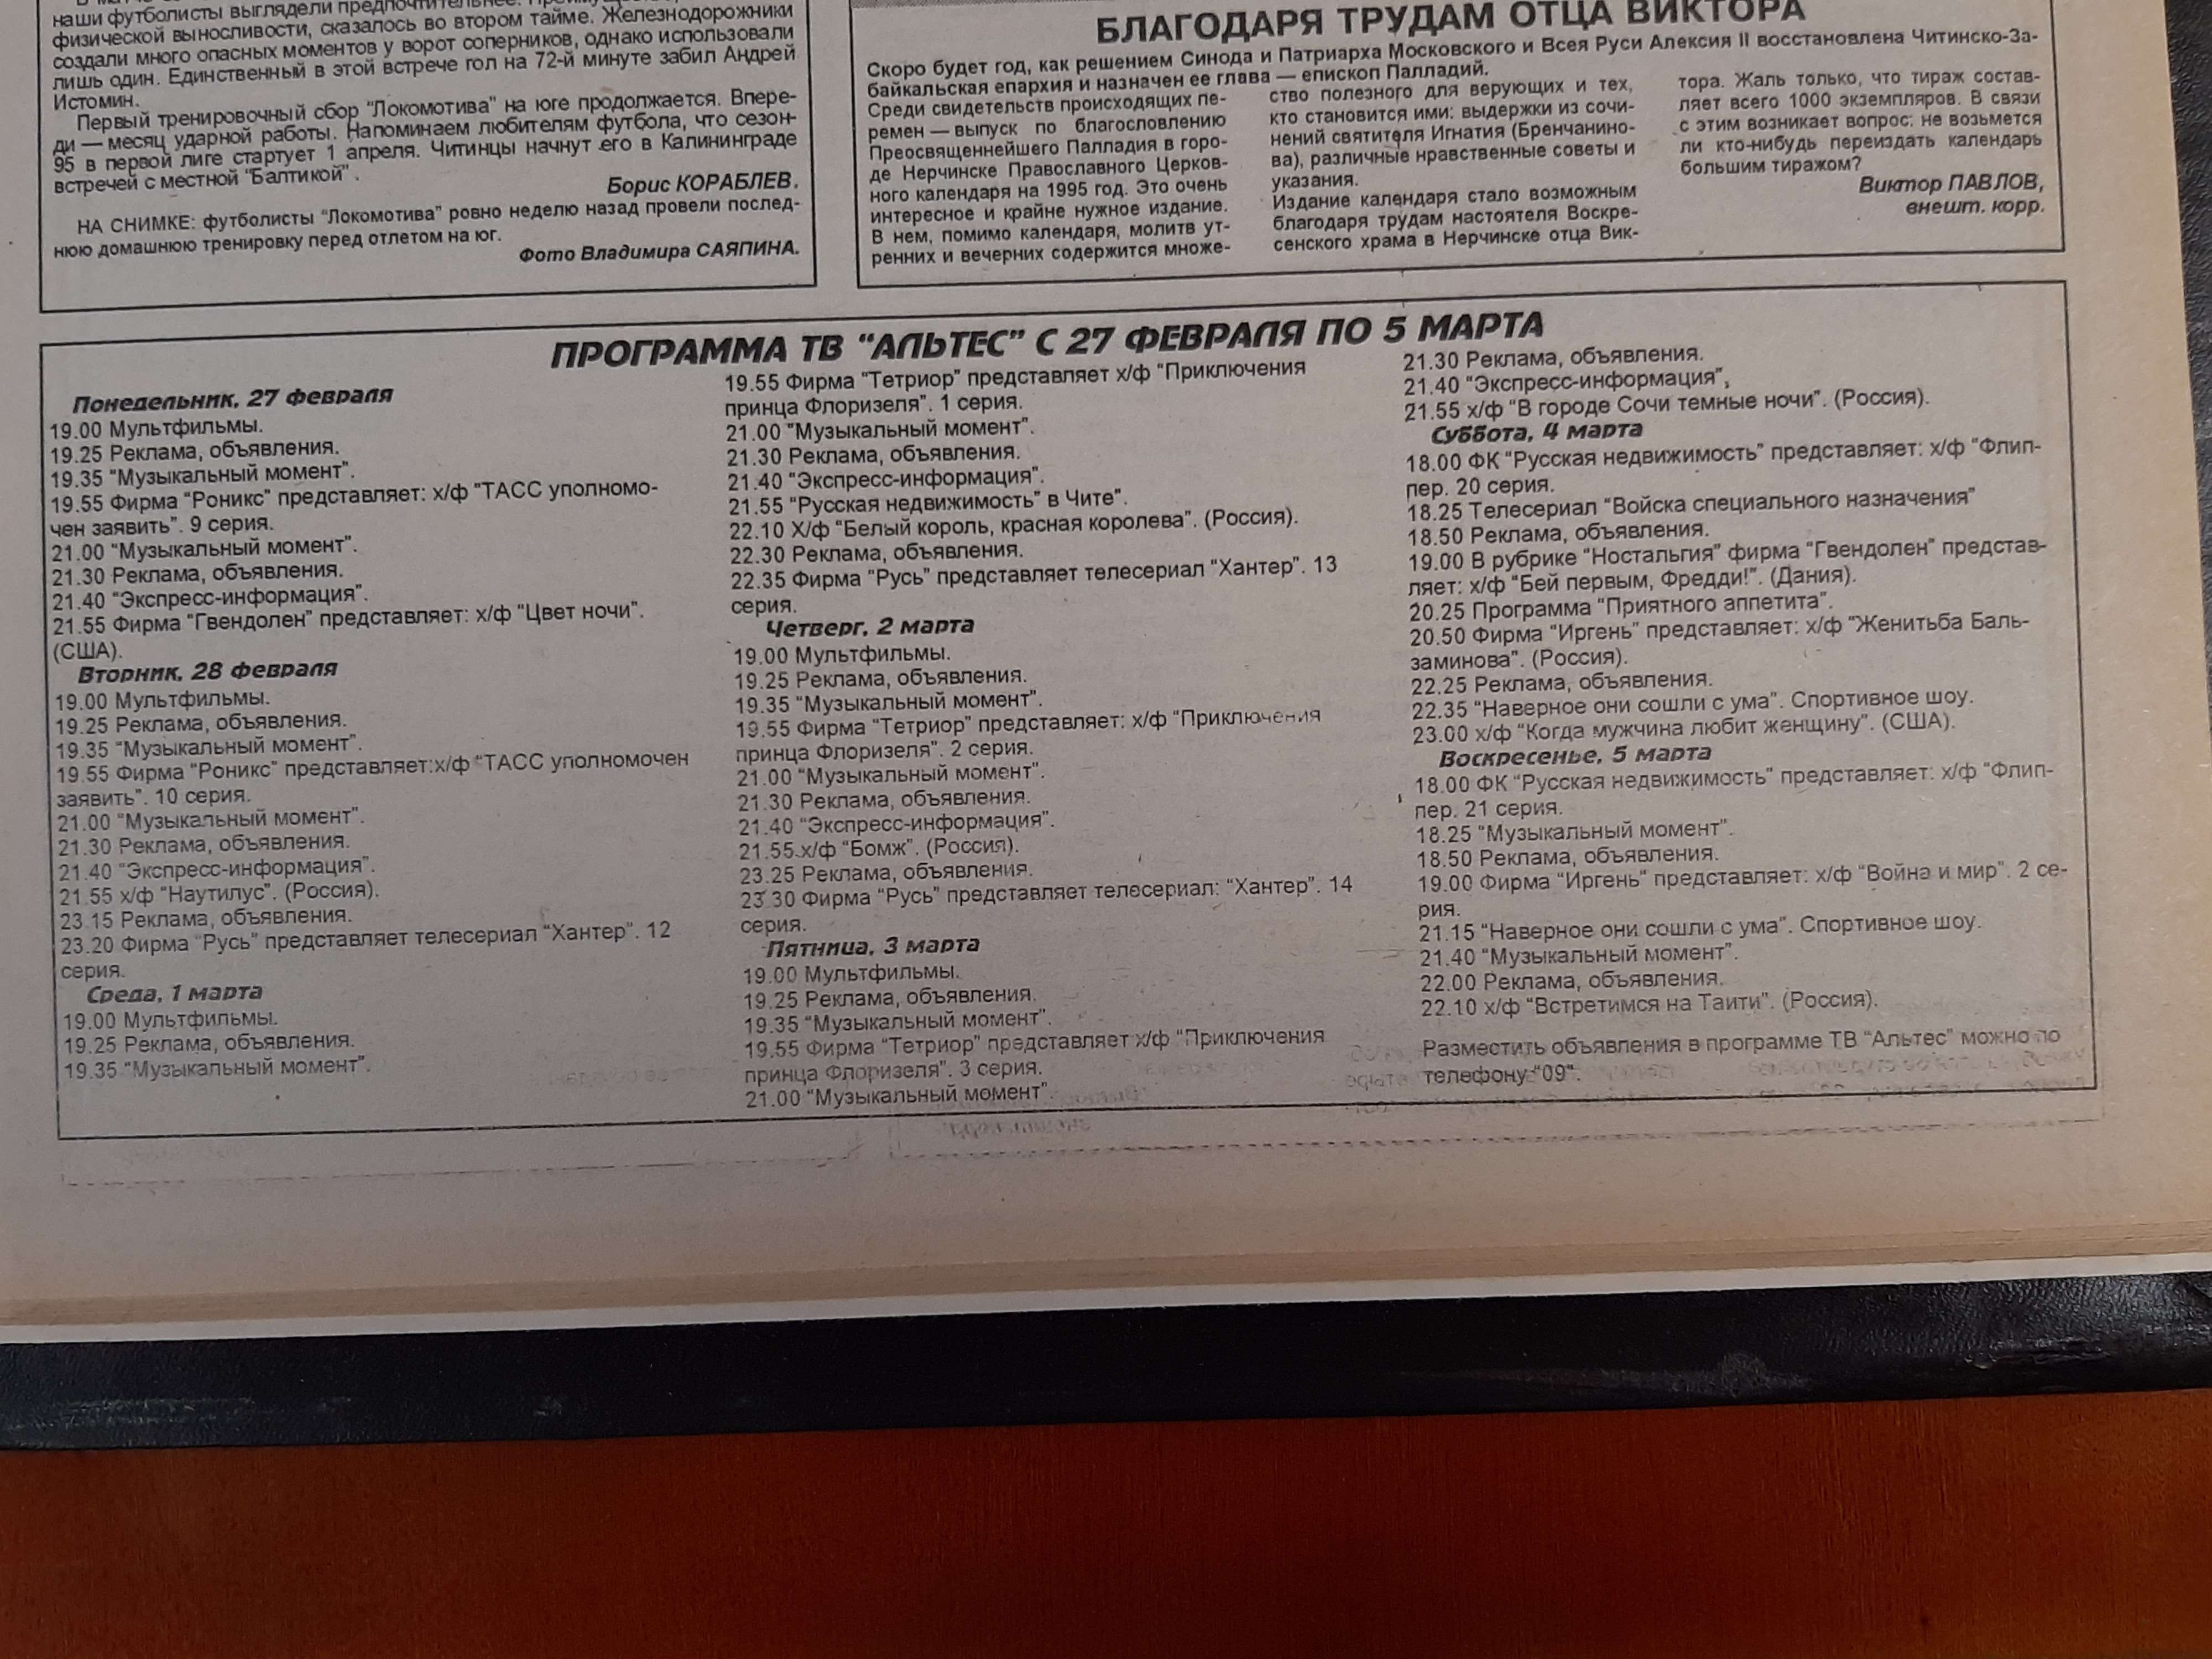 наши футболисты выглядели предпочтительнее.
физической выносливости, сказалось во втором тайме. Железнодорожники
создали много опасных моментов у ворот соперников, однако использовали
лишь один. Единственный в этой встрече гол на 72-й минуте забил Андрей
Истомин.
Первый тренировочный сбор "Локомотива" на юге продолжается. Впере-
ди — месяц ударной работы. Напоминаем любителям футбола, что сезон-
95 в первой лиге стартует 1 апреля. Читинцы начнут его в Калининграде
встречей с местной "Балтикой".
Борис КОРАБЛЕВ.
НА СНИМКЕ: футболисты "Локомотива" ровно неделю назад провели послед-
нюю домашнюю тренировку перед отлетом на юг.
Фото Владимира САЯПИНА.
БЛАГОДАРЯ ТРУДАМ ОТЦА ВИКТОРА
Скоро будет год, как решением Синода и Патриарха Московского и Всея Руси Алексия II восстановлена Читинско-За-
байкальская епархия и назначен ее глава — епископ Палладий.
Среди свидетельств происходящих пе-
ремен — выпуск по благословлению
Преосвященнейшего Палладия в горо-
де Нерчинске Православного Церков-
ного календаря на 1995 год. Это очень
интересное и крайне нужное издание.
В нем, помимо календаря, молитв ут-
ренних и вечерних содержится множе-
ство полезного для верующих и тех,
кто становится ими: выдержки из сочи-
нений святителя Игнатия (Бренчанино-
ва), различные нравственные советы и
указания.
Издание календаря стало возможным
благодаря трудам настоятеля Воскре-
сенского храма в Нерчинске отца Вик-
тора. Жаль только, что тираж состав-
ляет всего 1000 экземпляров. В связи
с этим возникает вопрос: не возьмется
ли кто-нибудь переиздать календарь
большим тиражом?
Виктор ПАВЛОВ,
внешт. корр.
ПРОГРАММА ТВ "АЛЬТЕС" С 27 ФЕВРАЛЯ ПО 5 МАРТА
Понедельник, 27 февраля
19.00 Мультфильмы.
19.25 Реклама, объявления.
19.35 "Музыкальный момент".
19.55 Фирма "Роникс" представляет: х/ф "ТАСС уполномо-
чен заявить". 9 серия.
21.00 "Музыкальный момент".
21.30 Реклама, объявления.
21.40 "Экспресс-информация".
21.55 Фирма "Гвендолен" представляет: х/ф "Цвет ночи".
(США).
Вторник, 28 февраля
19.00 Мультфильмы.
19.25 Реклама, объявления.
19.35 "Музыкальный момент".
19.55 Фирма "Роникс" представляет:х/ф "ТАСС уполномочен
заявить". 10 серия.
21.00 "Музыкальный момент".
21.30 Реклама, объявления.
21.40 "Экспресс-информация".
21.55 х/ф "Наутилус". (Россия).
23.15 Реклама, объявления.
23.20 Фирма "Русь" представляет телесериал "Хантер". 12
серия.
Среда, 1 марта
19.00 Мультфильмы.
19.25 Реклама, объявления.
19.35 "Музыкальный момент".
19.55 Фирма "Тетриор" представляет х/ф "Приключения
принца Флоризеля". 1 серия.
21.00 "Музыкальный момент".
21.30 Реклама, объявления.
21.40 "Экспресс-информация".
21.55 "Русская недвижимость" в Чите".
22.10 Х/ф "Белый король, красная королева". (Россия).
22.30 Реклама, объявления.
22.35 Фирма "Русь" представляет телесериал "Хантер". 13
серия.
Четверг, 2 марта
19.00 Мультфильмы.
19.25 Реклама, объявления.
19.35 "Музыкальный момент".
19.55 Фирма "Тетриор" представляет: х/ф "Приключения
принца Флоризеля". 2 серия.
21.00 "Музыкальный момент".
21.30 Реклама, объявления.
21.40 "Экспресс-информация".
21.55 х/ф "Бомж". (Россия).
23.25 Реклама, объявления.
23.30 Фирма "Русь" представляет телесериал: "Хантер". 14
серия.
Пятница, 3 марта
19.00 Мультфильмы.
19.25 Реклама, объявления.
19.35 "Музыкальный момент".
19.55 Фирма "Тетриор" представляет х/ф "Приключения
принца Флоризеля". 3 серия.
21.00 "Музыкальный момент".
21.30 Реклама, объявления.
21.40 "Экспресс-информация",
21.55 х/ф "В городе Сочи темные ночи". (Россия).
Суббота, 4 марта
18.00 ФК "Русская недвижимость" представляет: х/ф "Флип-
пер. 20 серия.
18.25 Телесериал "Войска специального назначения"
18.50 Реклама, объявления.
19.00 В рубрике "Ностальгия" фирма "Гвендолен" представ-
ляет: х/ф "Бей первым, Фредди!". (Дания).
20.25 Программа "Приятного аппетита".
20.50 Фирма "Иргень" представляет: х/ф "Женитьба Баль-
заминова". (Россия).
22.25 Реклама, объявления.
22.35 "Наверное они сошли с ума". Спортивное шоу.
23.00 х/ф "Когда мужчина любит женщину". (США).
Воскресенье, 5 марта
18.00 ФК "Русская недвижимость" представляет: х/ф "Флип-
пер. 21 серия.
18.25 "Музыкальный момент".
18.50 Реклама, объявления.
19.00 Фирма "Иргень" представляет: х/ф "Война и мир". 2 се-
рия.
21.15 "Наверное они сошли с ума". Спортивное шоу.
21.40 "Музыкальный момент".
22.00 Реклама, объявления.
22.10 х/ф "Встретимся на Таити". (Россия).
Разместить объявления в программе ТВ "Альтес" можно по
телефону "09".